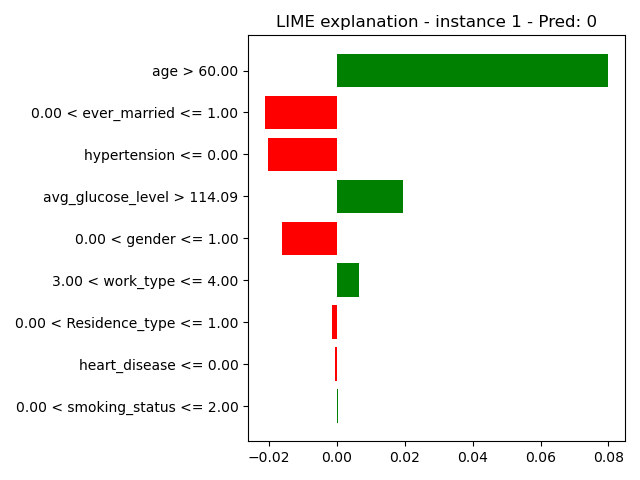 LIME explanation - instance 1 - Pred: 0
age > 60.00
0.00 < ever_married <= 1.00
hypertension <= 0.00
avg_glucose_level > 114.09
0.00 < gender <= 1.00
3.00 < work_type <= 4.00
0.00 < Residence_type <= 1.00
heart_disease <= 0.00
0.00 < smoking_status <= 2.00
−0.02 0.00 0.02 0.04 0.06 0.08